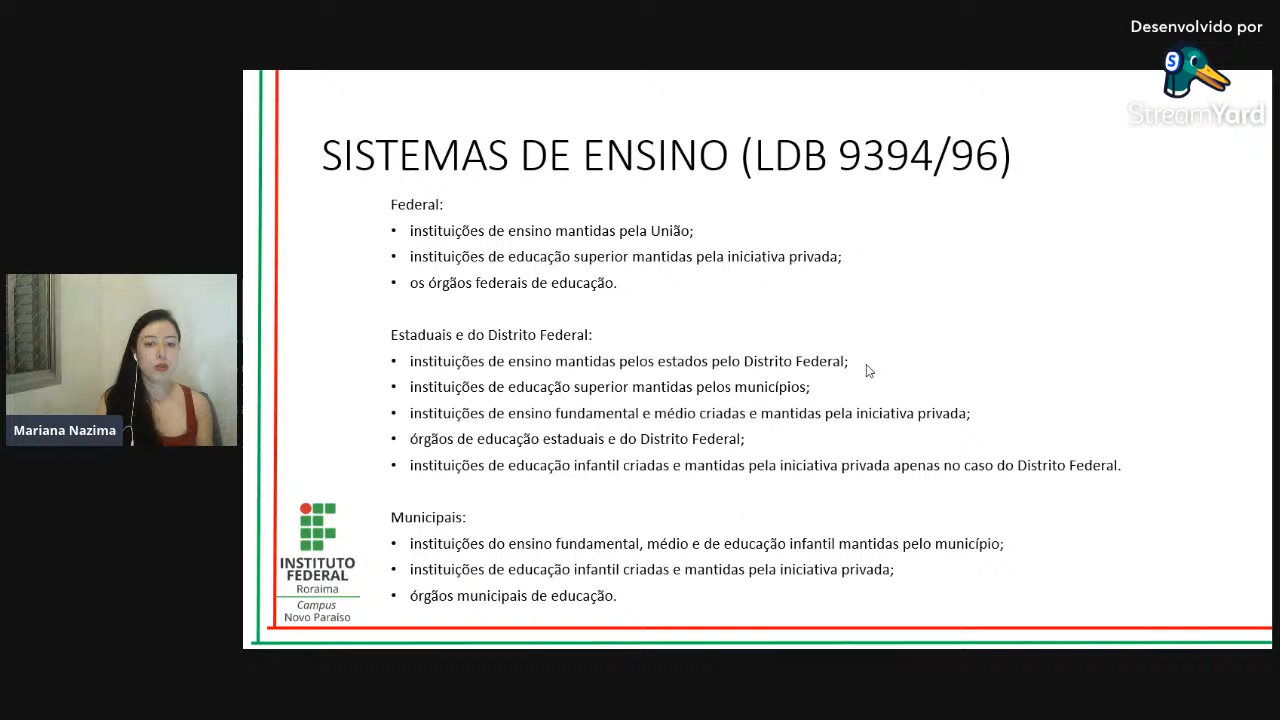 Desenvolvido por
StreamYard
SISTEMAS DE ENSINO (LDB 9394/96)
Federal:
• instituições de ensino mantidas pela União;
• instituições de educação superior mantidas pela iniciativa privada;
• os órgãos federais de educação.
Estaduais e do Distrito Federal:
• instituições de ensino mantidas pelos estados pelo Distrito Federal;
• instituições de educação superior mantidas pelos municípios;
• instituições de ensino fundamental e médio criadas e mantidas pela iniciativa privada;
• órgãos de educação estaduais e do Distrito Federal;
• instituições de educação infantil criadas e mantidas pela iniciativa privada apenas no caso do Distrito Federal.
Municipais:
• instituições do ensino fundamental, médio e de educação infantil mantidas pelo município;
• instituições de educação infantil criadas e mantidas pela iniciativa privada;
• órgãos municipais de educação.
INSTITUTO
FEDERAL
Roraima
Campus
Novo Paraíso
Mariana Nazima